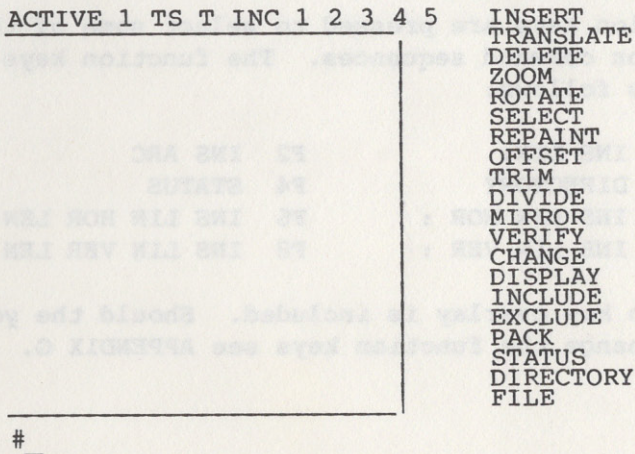 ACTIVE 1 TS T INC 1 2 3 4 5
INSERT
TRANSLATE
DELETE
ZOOM
ROTATE
SELECT
REPAINT
OFFSET
TRIM
DIVIDE
MIRROR
VERIFY
CHANGE
DISPLAY
INCLUDE
EXCLUDE
PACK
STATUS
DIRECTORY
FILE
#_